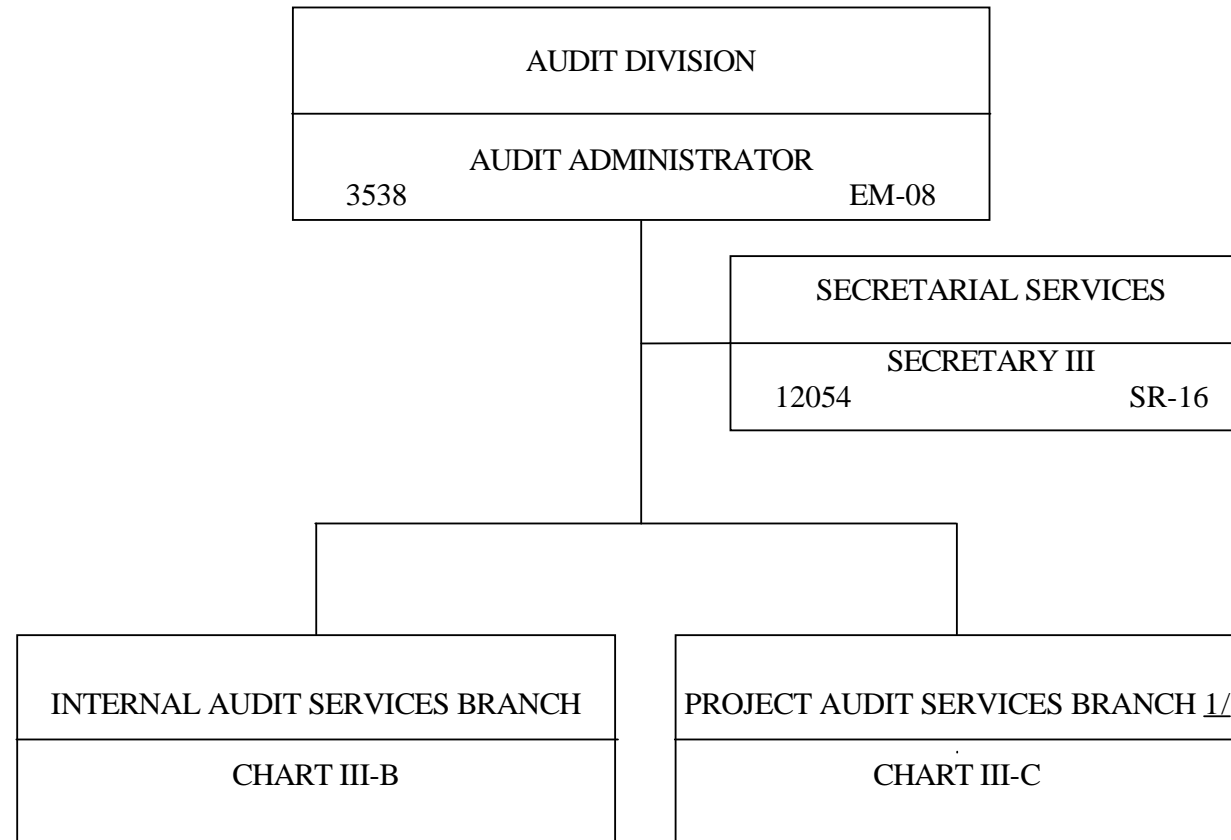 AUDIT DIVISION
AUDIT ADMINISTRATOR
3538 EM-08
SECRETARIAL SERVICES
SECRETARY III
12054 SR-16
INTERNAL AUDIT SERVICES BRANCH
CHART III-B
PROJECT AUDIT SERVICES BRANCH 1/
CHART III-C